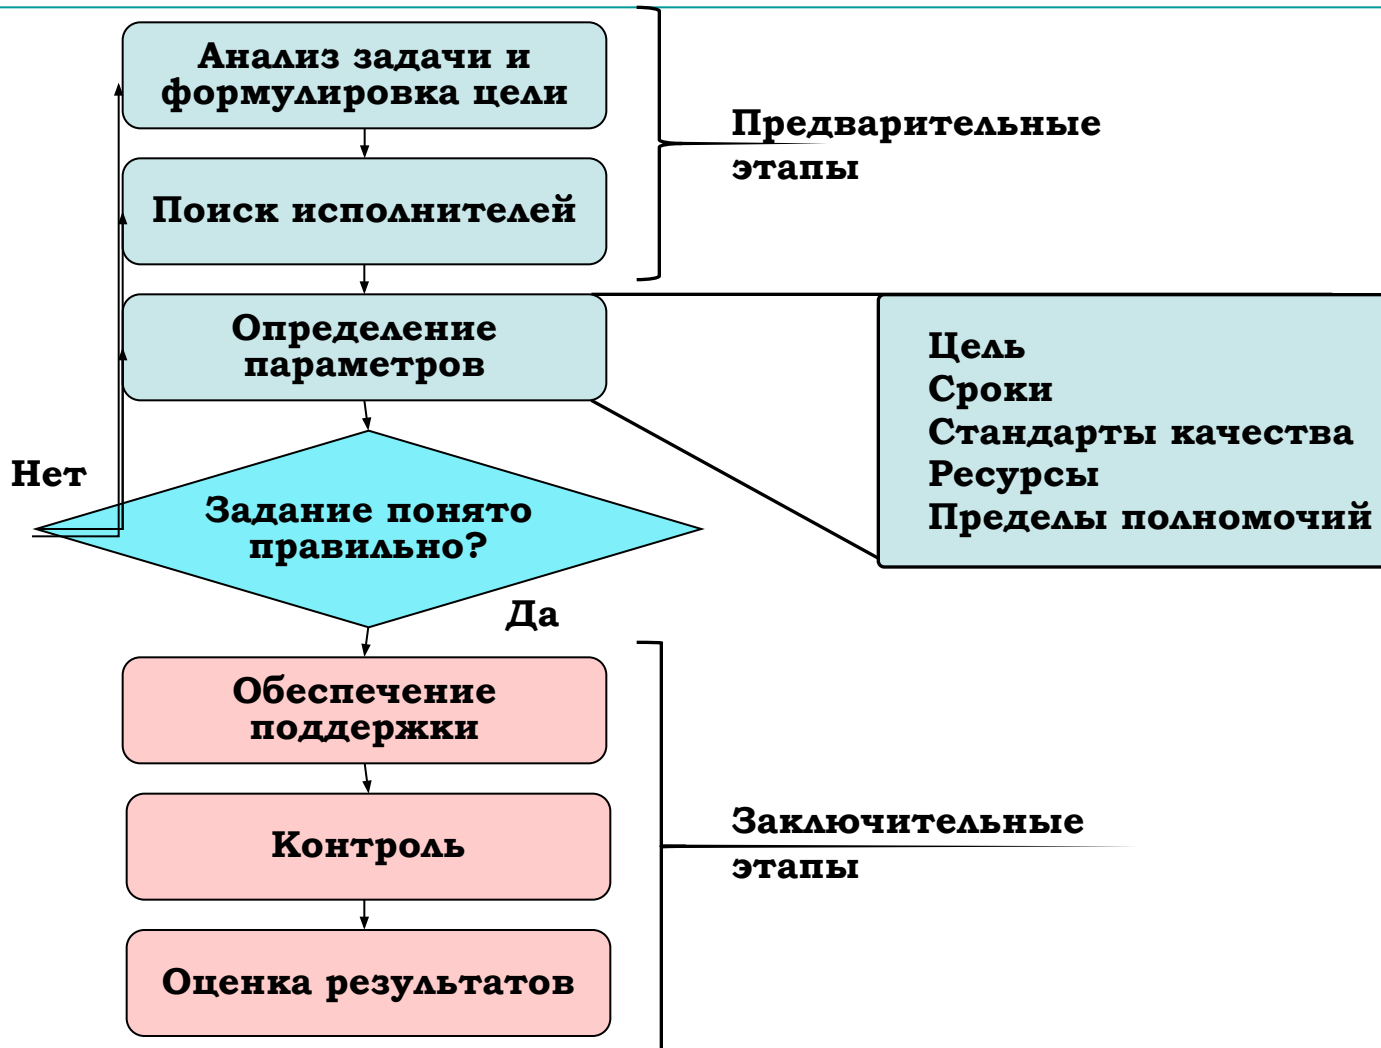 Анализ задачи и
формулировка цели
Предварительные
этапы
Поиск исполнителей
Определение
параметров
Цель
Сроки
Стандарты качества
Ресурсы
Пределы полномочий
Нет
Задание понято
правильно?
Да
Обеспечение
поддержки
Контроль
Заключительные
этапы
Оценка результатов